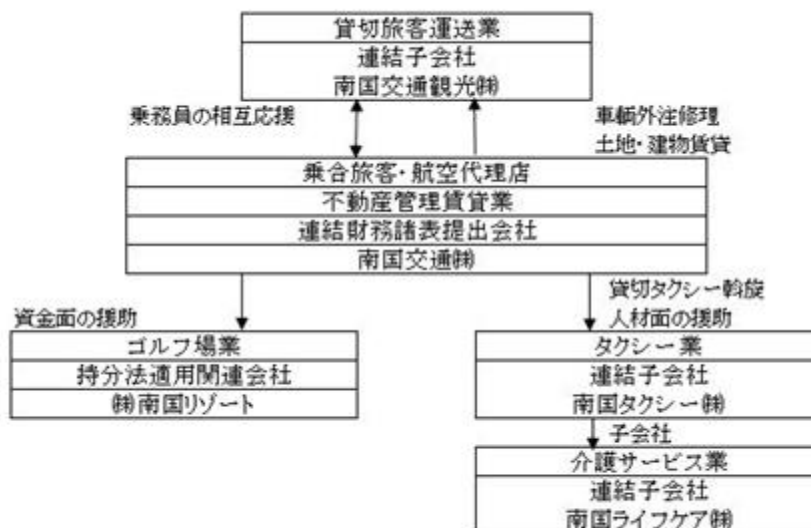 貸切旅客運送業
連結子会社
南国交通観光㈱
乗務員の相互応援
車輌外注修理
土地・建物賃貸
乗合旅客・航空代理店
不動産管理賃貸業
連結財務諸表提出会社
南国交通㈱
資金面の援助
貸切タクシー斡旋
人材面の援助
ゴルフ場業
持分法適用関連会社
㈱南国リゾート
タクシー業
連結子会社
南国タクシー㈱
子会社
介護サービス業
連結子会社
南国ライフケア㈱